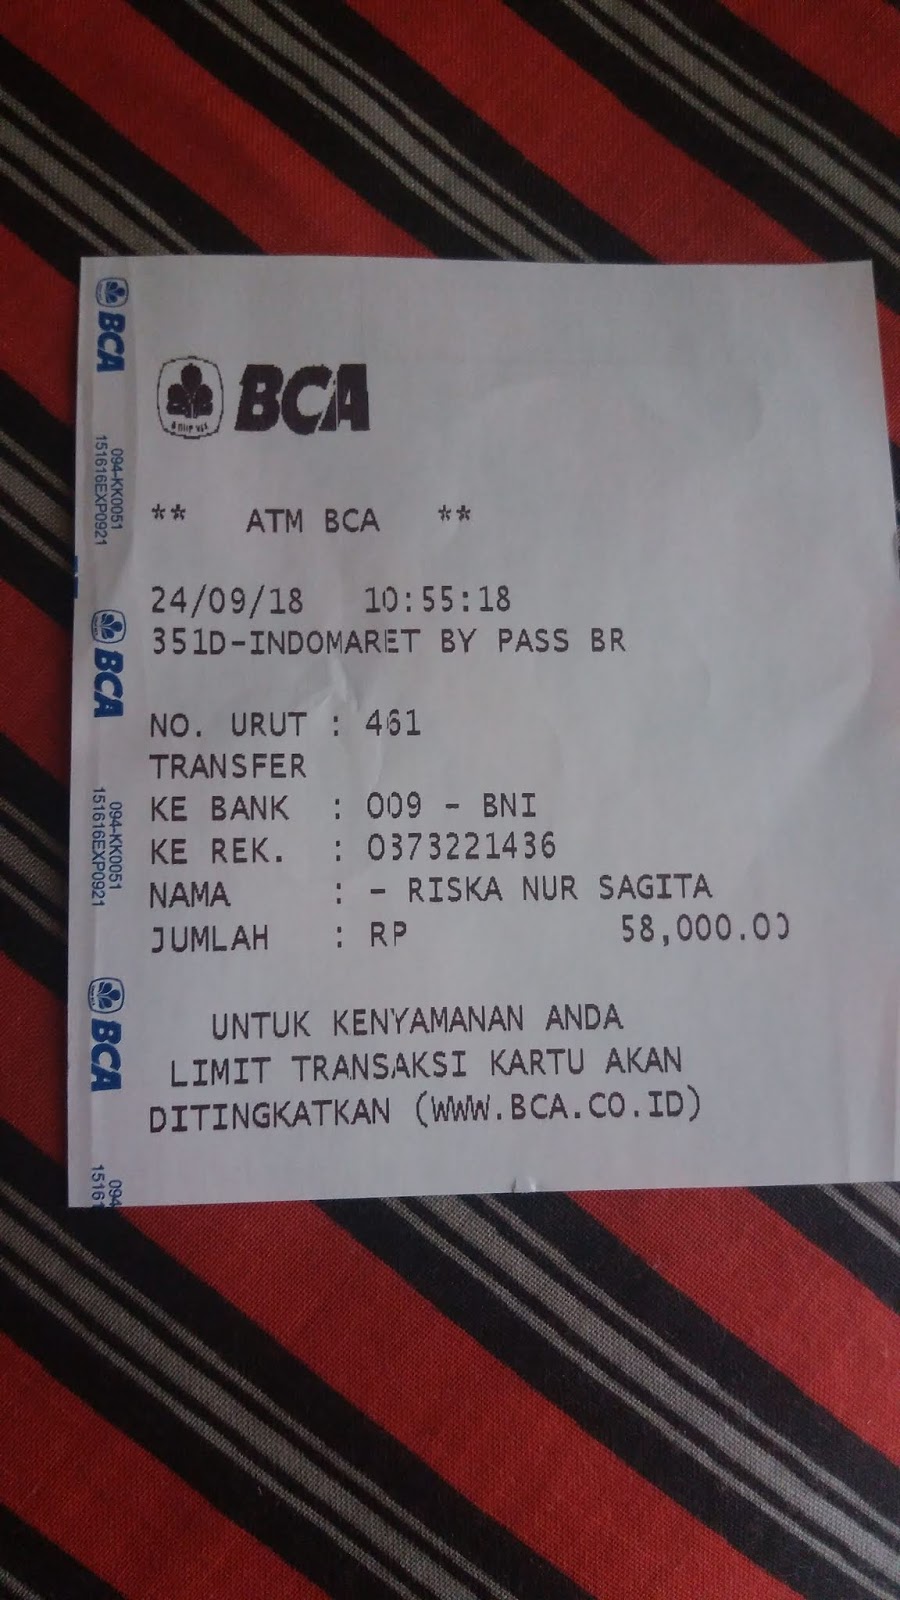 BCA
** ATM BCA **
24/09/18 10:55:18
351D-INDOMARET BY PASS BR
NO. URUT : 461
TRANSFER
KE BANK : 009 - BNI
KE REK. : 0373221436
NAMA : - RISKA NUR SAGITA
JUMLAH : RP 58,000.00
UNTUK KENYAMANAN ANDA
LIMIT TRANSAKSI KARTU AKAN
DITINGKATKAN (WWW.BCA.CO.ID)
BCA
094-KK0051
151616EXP0921
BCA
094-KK0051
151616EXP0921
BCA
094
15161